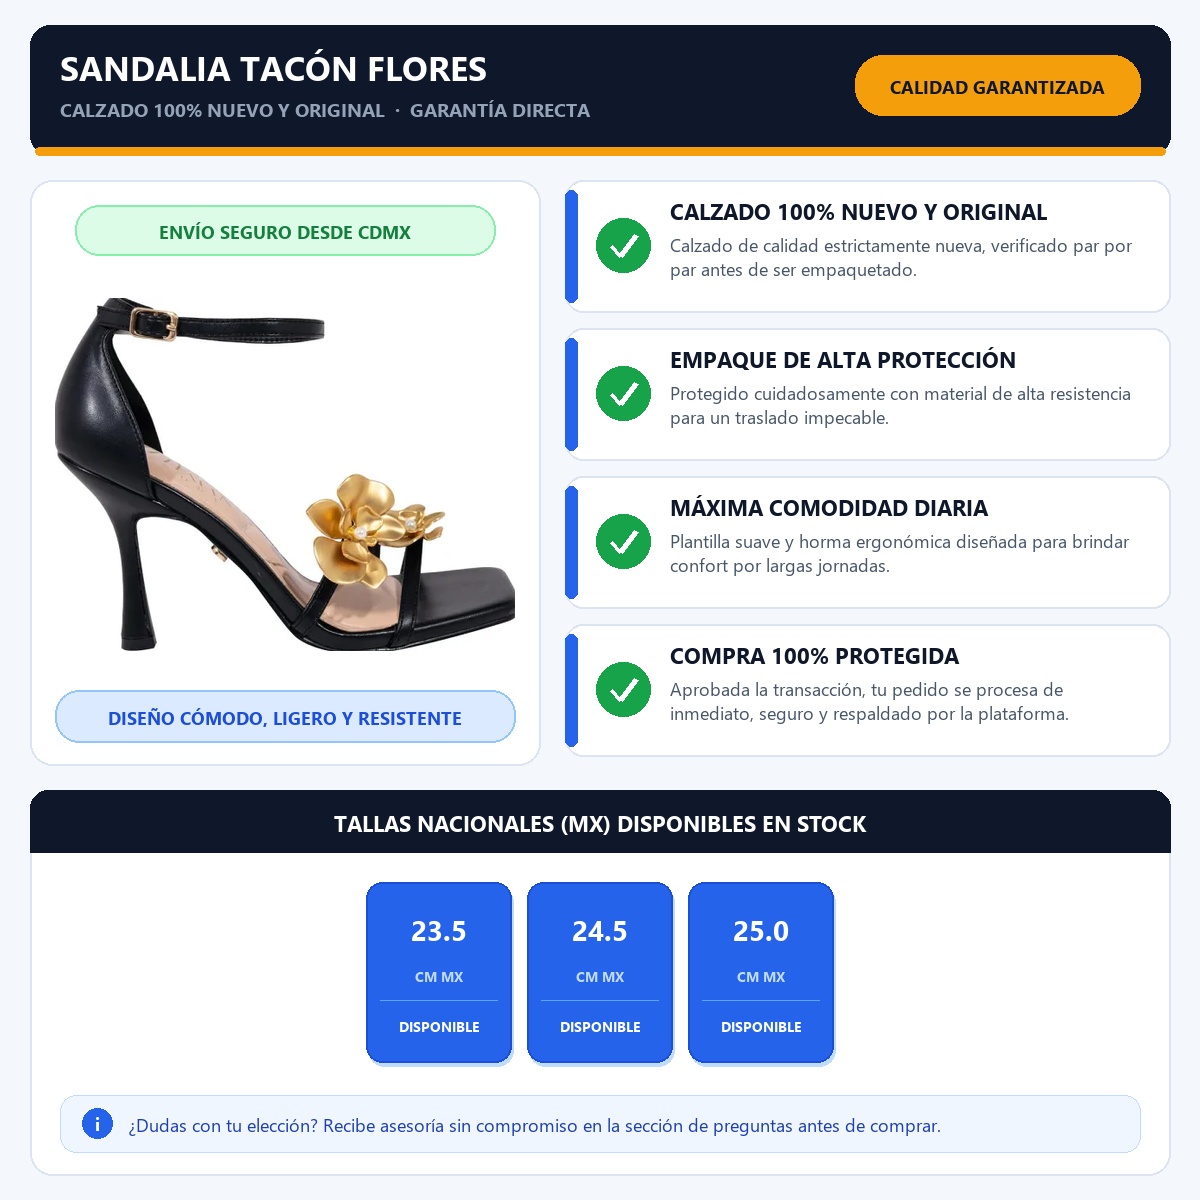 SANDALIA TACÓN FLORES
CALZADO 100% NUEVO Y ORIGINAL · GARANTÍA DIRECTA
CALIDAD GARANTIZADA
ENVÍO SEGURO DESDE CDMX
DISEÑO CÓMODO, LIGERO Y RESISTENTE
CALZADO 100% NUEVO Y ORIGINAL
Calzado de calidad estrictamente nueva, verificado par por
par antes de ser empaquetado.
EMPAQUE DE ALTA PROTECCIÓN
Protegido cuidadosamente con material de alta resistencia
para un traslado impecable.
MÁXIMA COMODIDAD DIARIA
Plantilla suave y horma ergonómica diseñada para brindar
confort por largas jornadas.
COMPRA 100% PROTEGIDA
Aprobada la transacción, tu pedido se procesa de
inmediato, seguro y respaldado por la plataforma.
TALLAS NACIONALES (MX) DISPONIBLES EN STOCK
23.5
CM MX
DISPONIBLE
24.5
CM MX
DISPONIBLE
25.0
CM MX
DISPONIBLE
¿Dudas con tu elección? Recibe asesoría sin compromiso en la sección de preguntas antes de comprar.